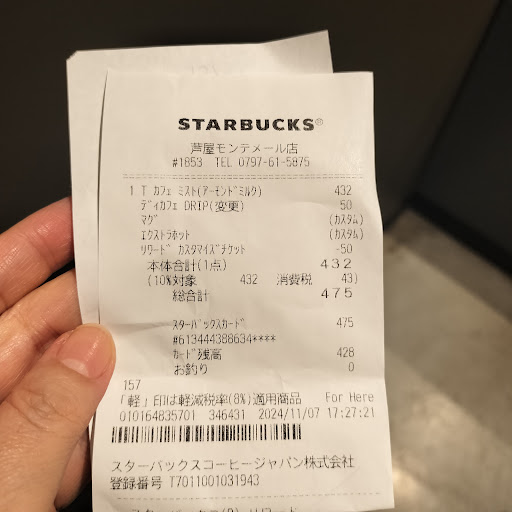 STARBUCKS®
芦屋モンテメール店
#1853 TEL 0797-61-5875
1 T カフェ ミスト(アーモンドミルク) 432
ディカフェ DRIP(変更) 50
マグ (カスタム)
エクストラホット (カスタム)
リワード カスタマイズチケット -50
本体合計(1点) 432
(10%対象 432 消費税 43)
総合計 475
スターバックスカード 475
#613444388634****
カード残高 428
お釣り 0
157
「軽」印は軽減税率(8%)適用商品 For Here
010164835701 346431 2024/11/07 17:27:21
スターバックスコーヒージャパン株式会社
登録番号 T7011001031943